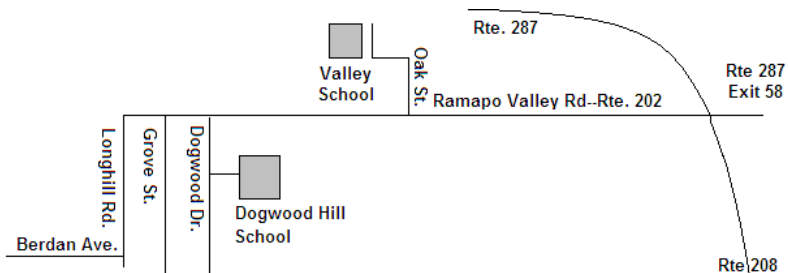 Rte. 287
Valley
School
Oak St.
Rte 287
Exit 58
Ramapo Valley Rd--Rte. 202
Longhill Rd.
Grove St.
Dogwood Dr.
Dogwood Hill
School
Berdan Ave.
Rte 208